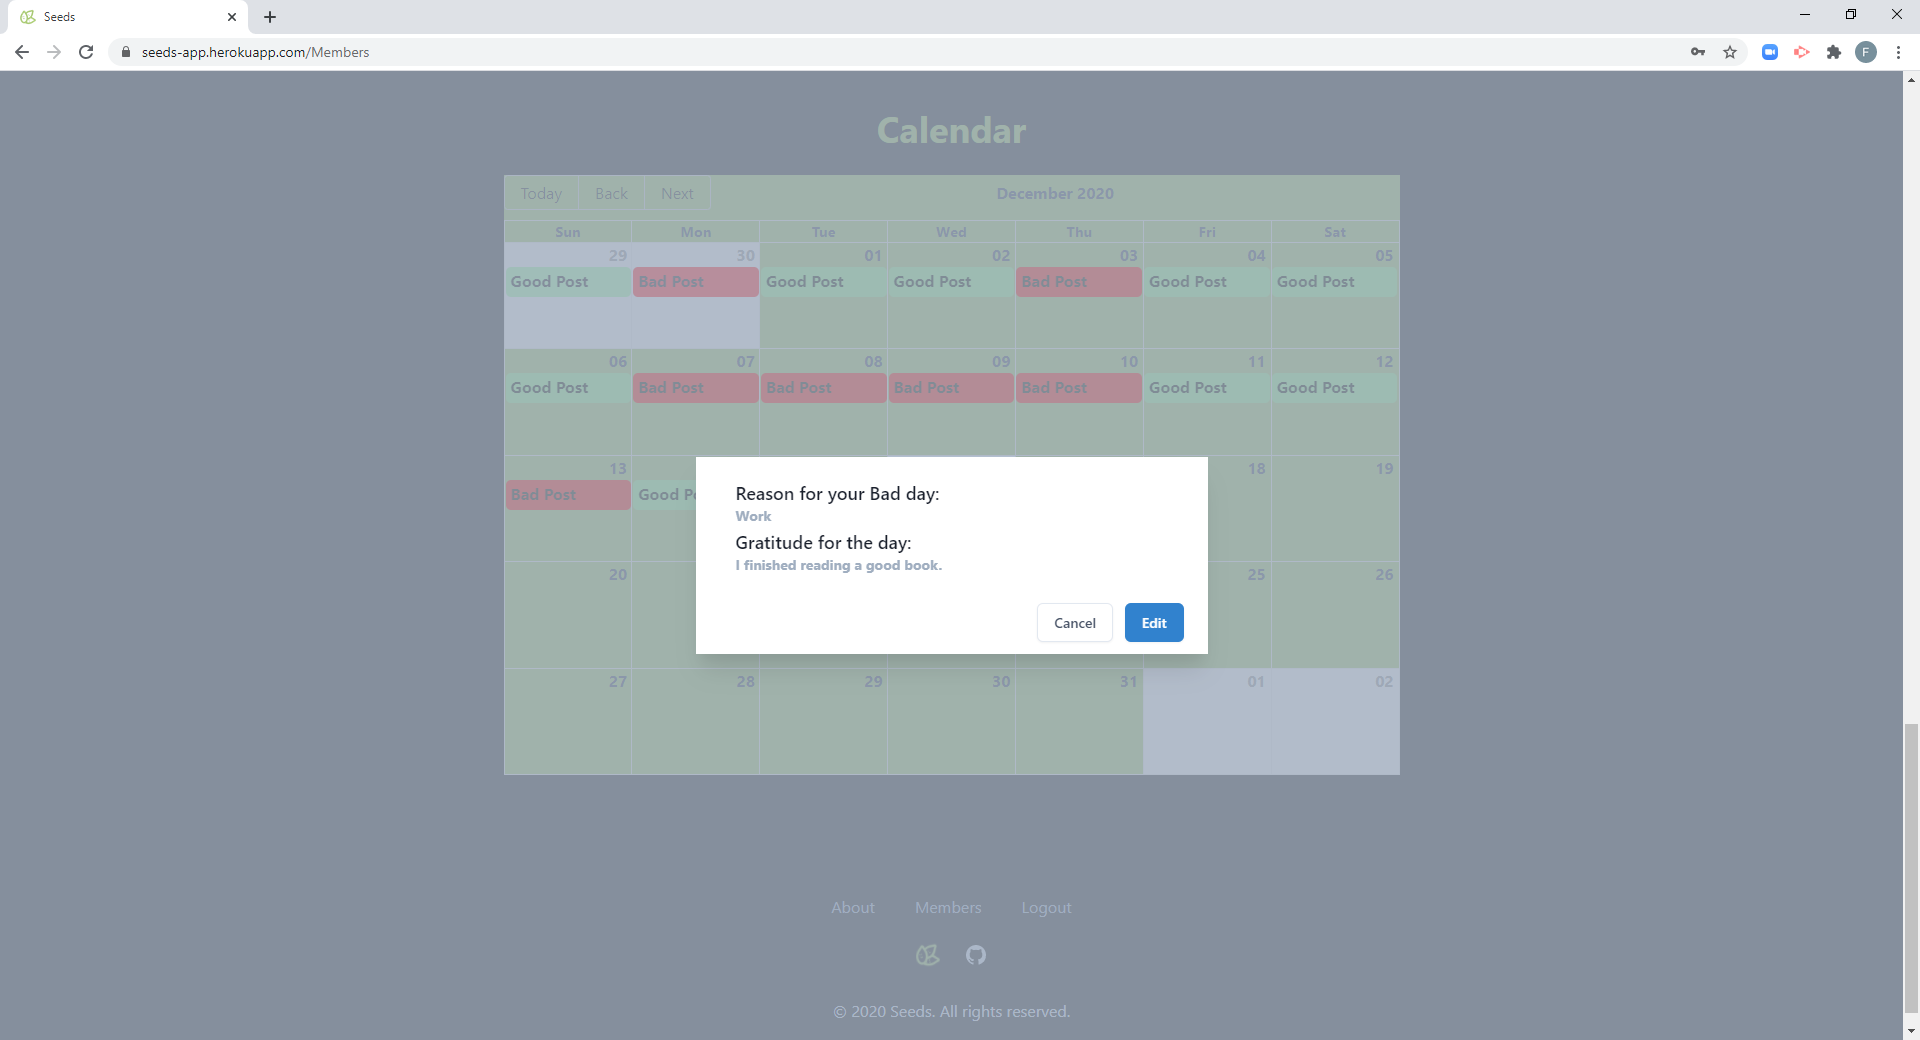 Seeds
seeds-app.herokuapp.com/Members
F
Calendar
Today Back Next December 2020
Sun Mon Tue Wed Thu Fri Sat
29 30 01 02 03 04 05
Good Post Bad Post Good Post Good Post Bad Post Good Post Good Post
06 07 08 09 10 11 12
Good Post Bad Post Bad Post Bad Post Bad Post Good Post Good Post
13 18 19
Bad Post Good
Reason for your Bad day:
Work
Gratitude for the day:
I finished reading a good book.
20 25 26
Cancel Edit
27 28 29 30 31 01 02
About Members Logout
© 2020 Seeds. All rights reserved.